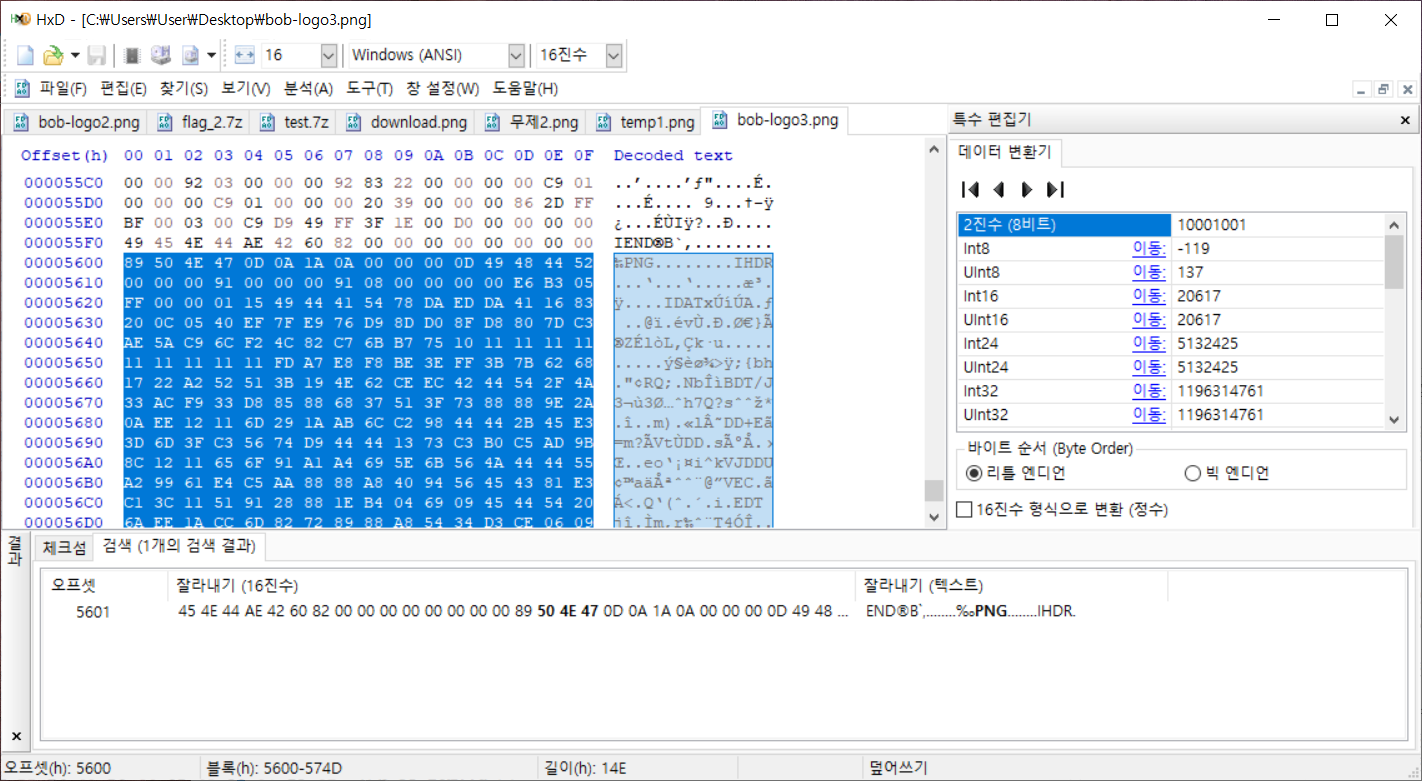 HxD - [C:₩Users₩User₩Desktop₩bob-logo3.png]
16 Windows (ANSI) 16진수
파일(F) 편집(E) 찾기(S) 보기(V) 분석(A) 도구(T) 창 설정(W) 도움말(H)
bob-logo2.png flag_2.7z test.7z download.png 무제2.png temp1.png bob-logo3.png
Offset(h) 00 01 02 03 04 05 06 07 08 09 0A 0B 0C 0D 0E 0F Decoded text
000055C0 00 00 92 03 00 00 00 92 83 22 00 00 00 00 C9 01 ..’....’ƒ"....É.
000055D0 00 00 00 C9 01 00 00 00 20 39 00 00 00 86 2D FF ...É.... 9...†-ÿ
000055E0 BF 00 03 00 C9 D9 49 FF 3F 1E 00 D0 00 00 00 00 ¿...ÉÙIÿ?..Ð....
000055F0 49 45 4E 44 AE 42 60 82 00 00 00 00 00 00 00 00 IEND®B`‚........
00005600 89 50 4E 47 0D 0A 1A 0A 00 00 00 0D 49 48 44 52 ‰PNG........IHDR
00005610 00 00 00 91 00 00 00 91 08 00 00 00 00 E6 B3 05 ...‘...‘.....æ³.
00005620 FF 00 00 01 15 49 44 41 54 78 DA ED DA 41 16 83 ÿ....IDATxÚíÚA.ƒ
00005630 20 0C 05 40 EF 7F E9 76 D9 8D D0 8F D8 80 7D C3 ..@ï.évÙ.Ð.Ø€}Ã
00005640 AE 5A C9 6C F2 4C 82 C7 6B B7 75 10 11 11 11 11 ®ZÉlòL‚Çk·u.....
00005650 11 11 11 11 11 FD A7 E8 F8 BE 3E FF 3B 7B 62 68 .....ý§èø¾>ÿ;{bh
00005660 17 22 A2 52 51 3B 19 4E 62 CE EC 42 44 54 2F 4A ."¢RQ;.NbÎìBDT/J
00005670 33 AC F9 33 D8 85 88 68 37 51 3F 73 88 88 9E 2A 3¬ù3Ø…ˆh7Q?sˆˆž*
00005680 0A EE 12 11 6D 29 1A AB 6C C2 98 44 44 2B 45 E3 .î..m).«lÂ˜DD+Eã
00005690 3D 6D 3F C3 56 74 D9 44 44 13 73 C3 B0 C5 AD 9B =m?ÃVtÙDD.sÃ°Å.›
000056A0 8C 12 11 65 6F 91 A1 A4 69 5E 6B 56 4A 44 44 55 Œ..eo‘¡¤i^kVJDDU
000056B0 A2 99 61 E4 C5 AA 88 88 A8 40 94 56 45 43 81 E3 ¢™aäÅªˆˆ¨@”VEC.ã
000056C0 C1 3C 11 51 91 28 88 1E B4 04 69 09 45 44 54 20 Á<.Q‘(ˆ.´.i.EDT
000056D0 6A EE 1A CC 6D 82 72 89 88 A8 54 34 D3 CE 06 09 jî.Ìm‚r‰ˆ¨T4ÓÎ..
특수 편집기
데이터 변환기
2진수 (8비트) 10001001
Int8 이동: -119
UInt8 이동: 137
Int16 이동: 20617
UInt16 이동: 20617
Int24 이동: 5132425
UInt24 이동: 5132425
Int32 이동: 1196314761
UInt32 이동: 1196314761
바이트 순서 (Byte Order)
리틀 엔디언 빅 엔디언
16진수 형식으로 변환 (정수)
결과
체크섬 검색 (1개의 검색 결과)
오프셋 잘라내기 (16진수) 잘라내기 (텍스트)
5601 45 4E 44 AE 42 60 82 00 00 00 00 00 00 00 00 89 50 4E 47 0D 0A 1A 0A 00 00 00 0D 49 48 ... END®B`‚........‰PNG........IHDR.
오프셋(h): 5600 블록(h): 5600-574D 길이(h): 14E 덮어쓰기